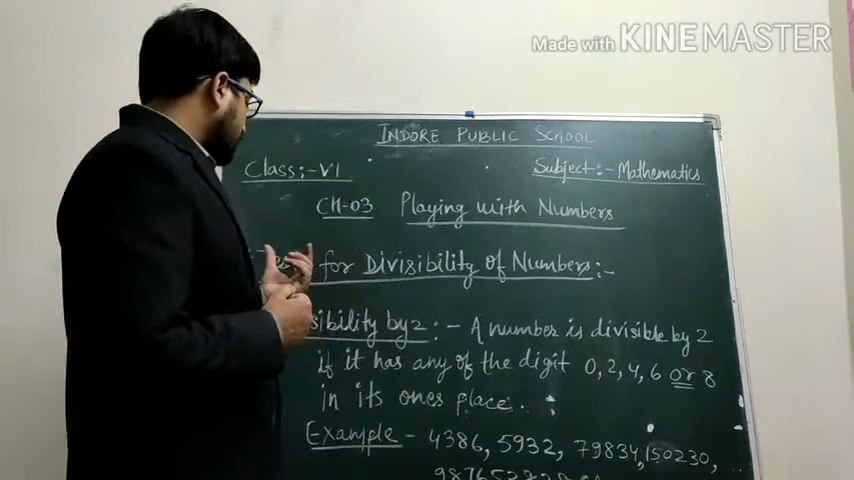 Made with KINEMASTER
INDORE PUBLIC SCHOOL
Class:-VI Subject:- Mathematics
CH-03 Playing with Numbers
for Divisibility of Numbers:-
by 2:- A number is divisible by 2
if it has any of the digit 0, 2, 4, 6 or 8
in its ones place.
Example- 4386, 5932, 79834, 150230,